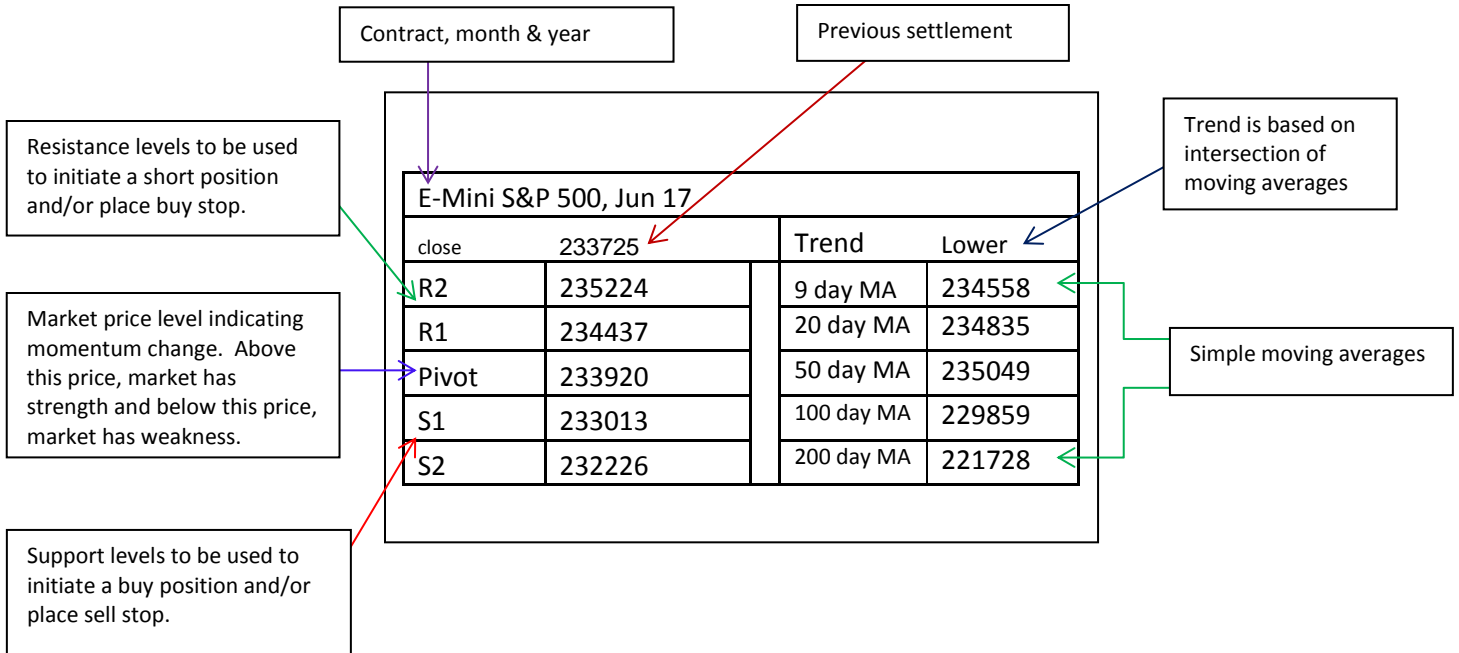 Contract, month & year
Previous settlement
Resistance levels to be used
to initiate a short position
and/or place buy stop.
Trend is based on
intersection of
moving averages
E-Mini S&P 500, Jun 17
close 233725 Trend Lower
R2 235224 9 day MA 234558
R1 234437 20 day MA 234835
Pivot 233920 50 day MA 235049
S1 233013 100 day MA 229859
S2 232226 200 day MA 221728
Market price level indicating
momentum change. Above
this price, market has
strength and below this price,
market has weakness.
Simple moving averages
Support levels to be used to
initiate a buy position and/or
place sell stop.